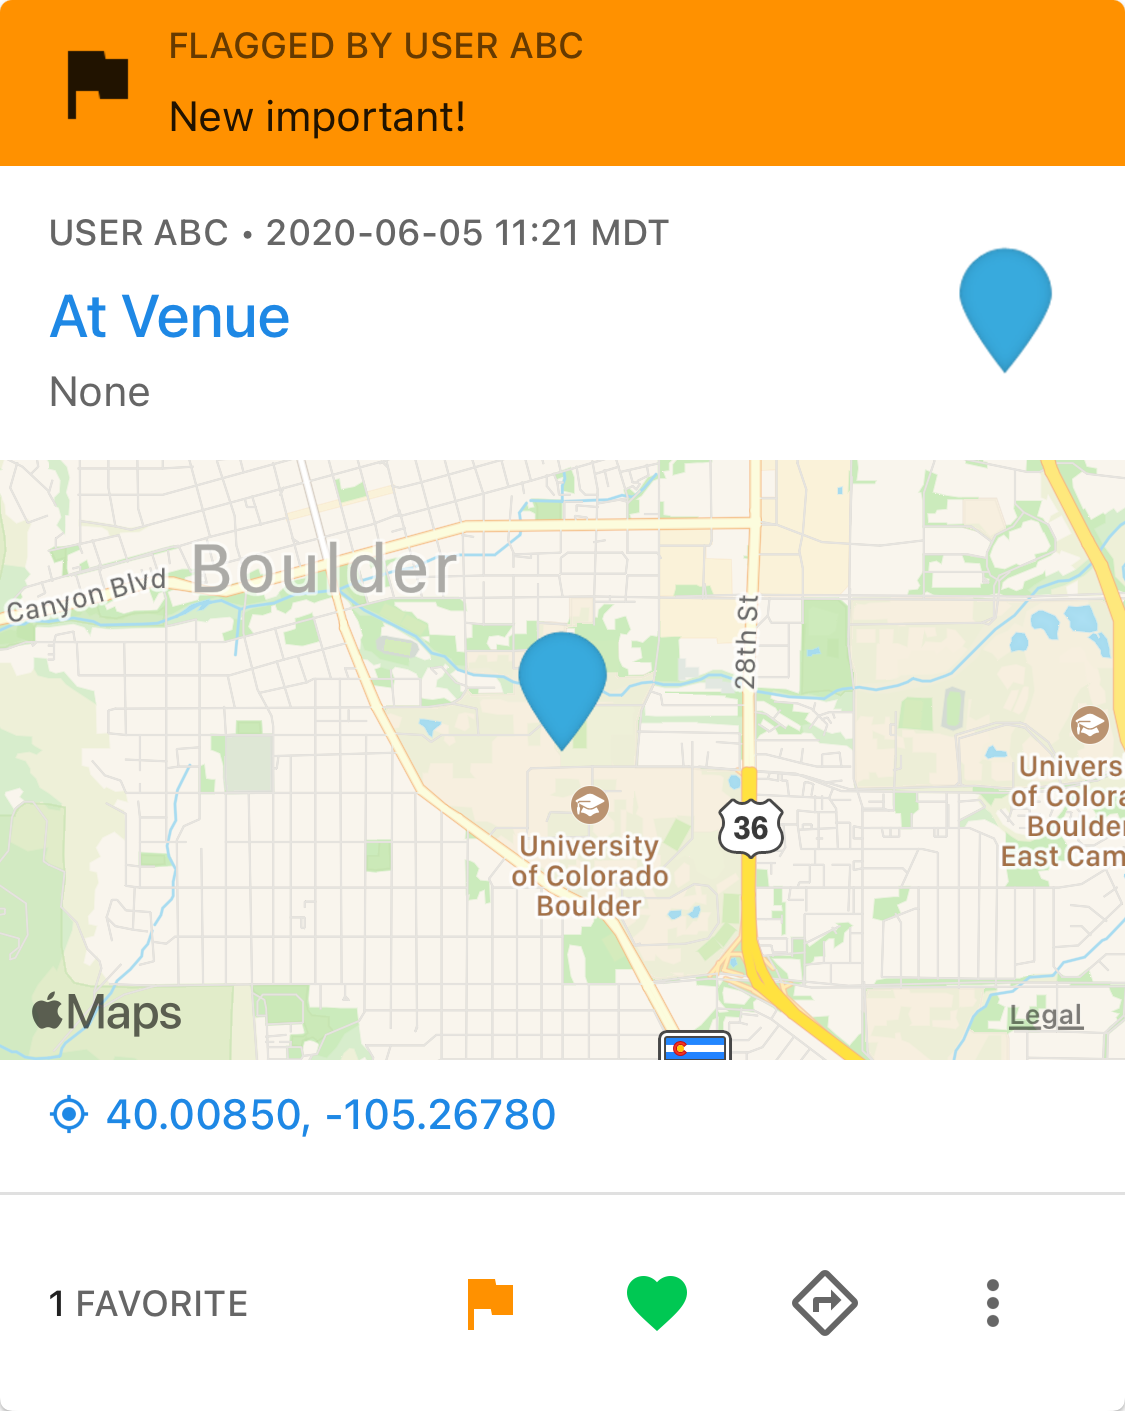 FLAGGED BY USER ABC
New important!
USER ABC • 2020-06-05 11:21 MDT
At Venue
None
Boulder
Canyon Blvd
28th St
36
University
of Colorado
Boulder
Univers
of Colora
Boulder
East Cam
Maps
Legal
40.00850, -105.26780
1 FAVORITE